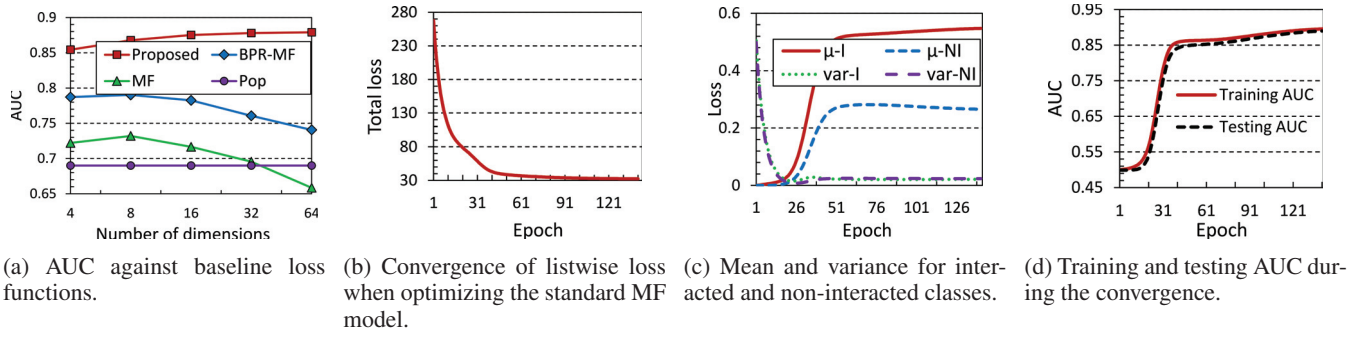 0.9
0.85
0.8
0.75
0.7
0.65
AUC
Proposed
BPR-MF
MF
Pop
4 8 16 32 64
Number of dimensions
(a) AUC against baseline loss
functions.
280
230
180
130
80
30
Total loss
1 31 61 91 121
Epoch
(b) Convergence of listwise loss
when optimizing the standard MF
model.
0.6
0.4
0.2
0
Loss
μ-I
μ-NI
var-I
var-NI
1 26 51 76 101 126
Epoch
(c) Mean and variance for inter-
acted and non-interacted classes.
0.95
0.85
0.75
0.65
0.55
0.45
AUC
Training AUC
Testing AUC
1 31 61 91 121
Epoch
(d) Training and testing AUC dur-
ing the convergence.